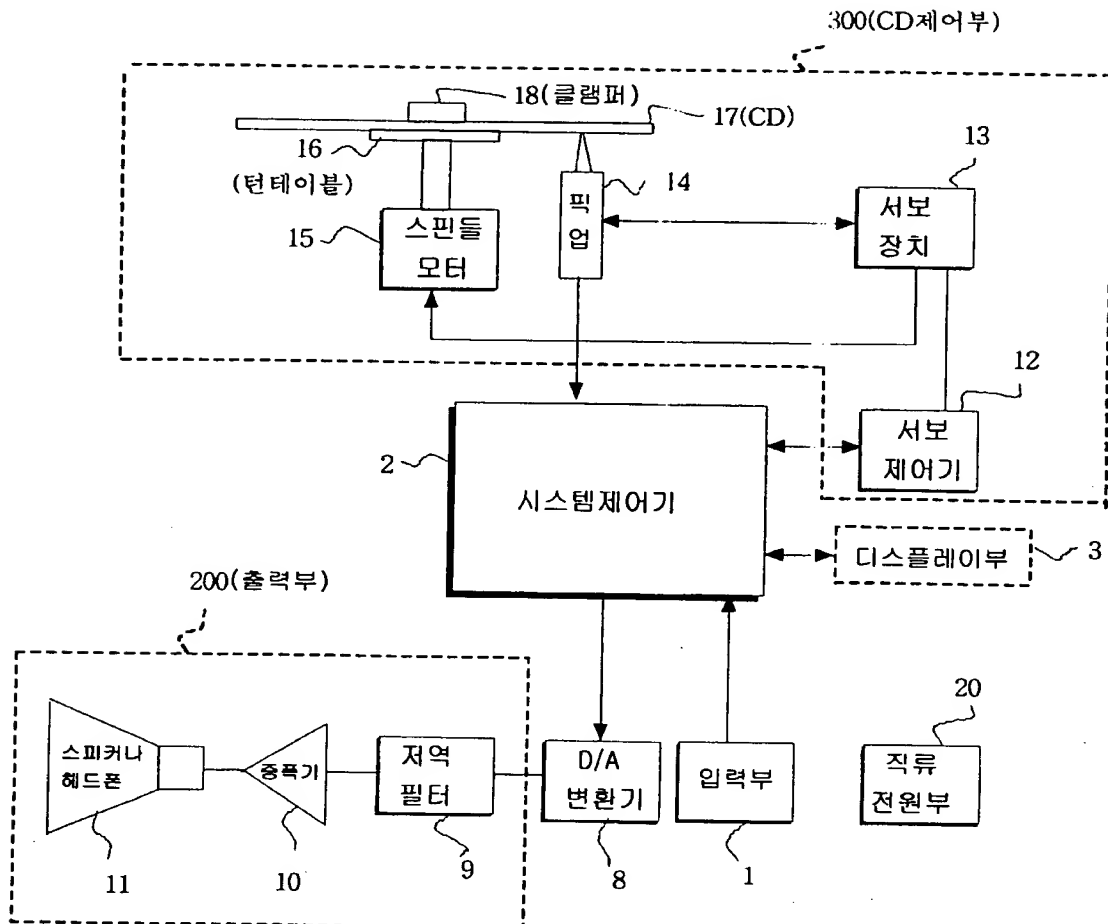 300(CD제어부)
18(클램퍼)
17(CD)
16
(턴테이블)
13
14
픽
업
서보
장치
15
스핀들
모터
12
서보
제어기
2
시스템제어기
디스플레이부
3
200(출력부)
20
스피커나
헤드폰
증폭기
저역
필터
D/A
변환기
입력부
직류
전원부
11
10
9
8
1